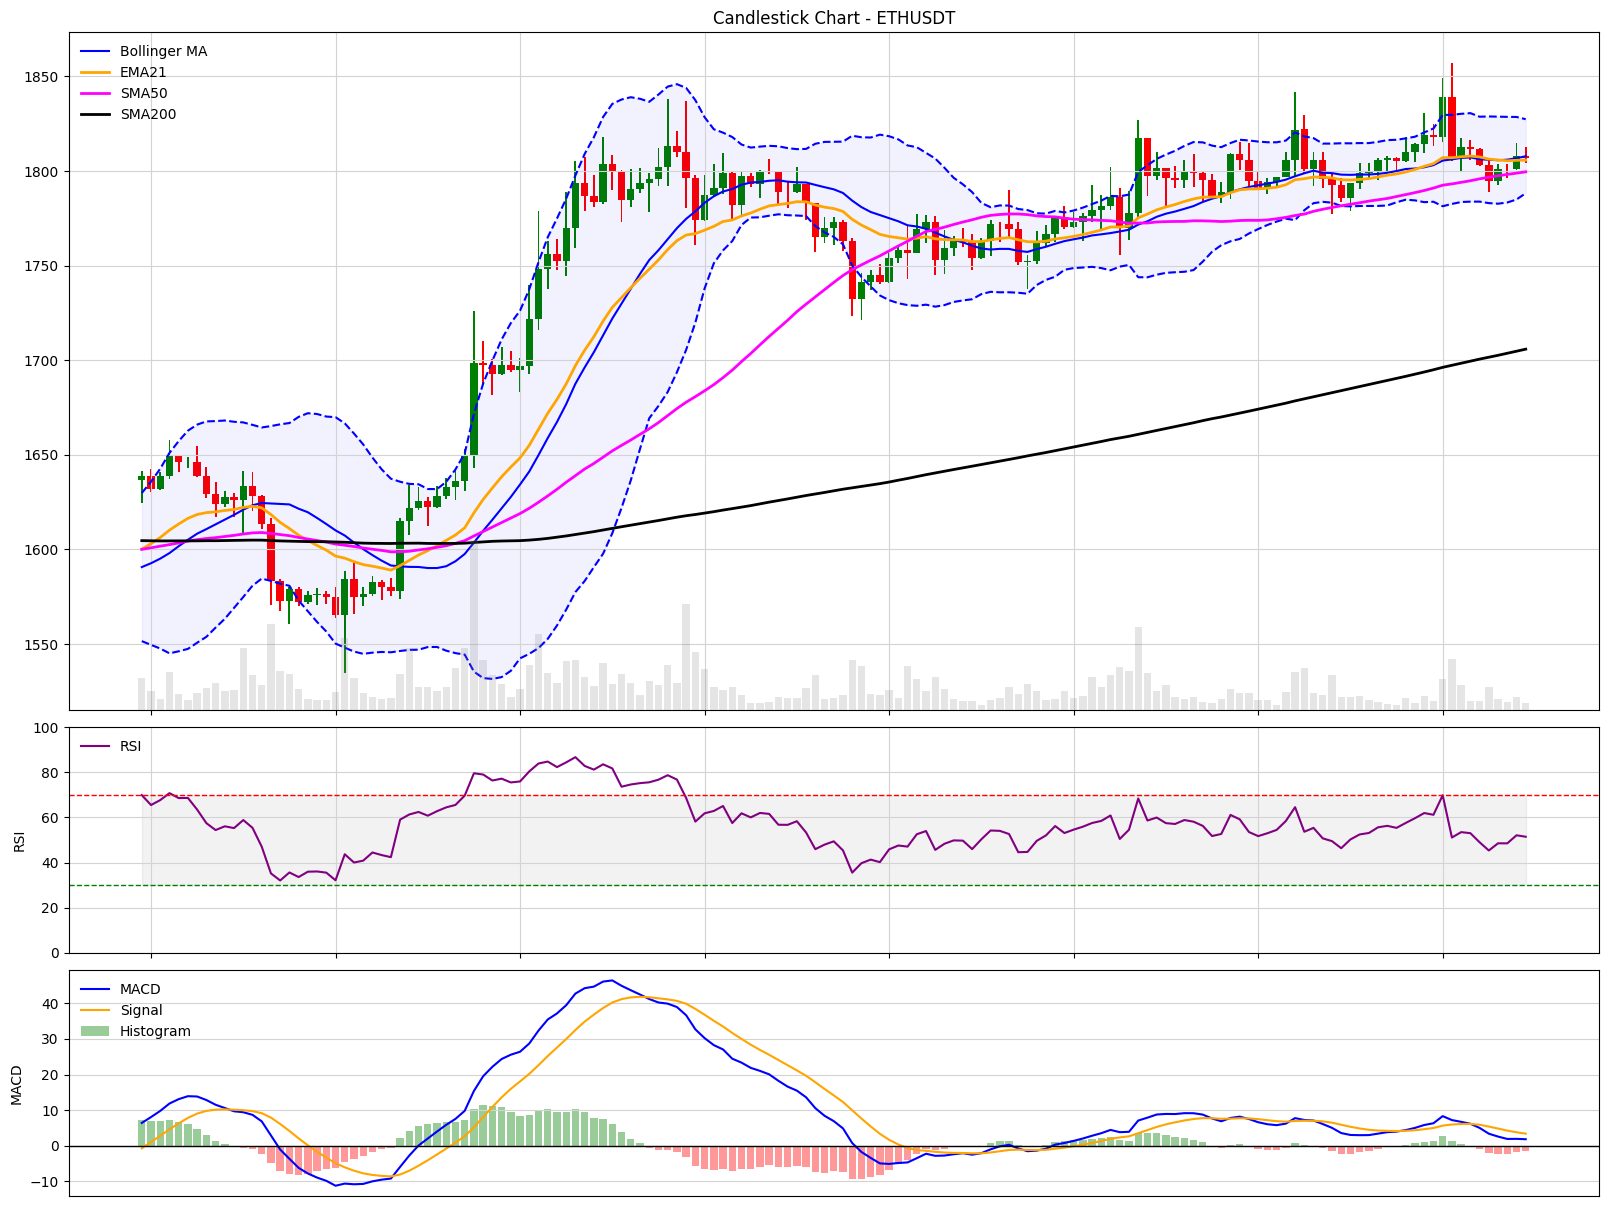 Candlestick Chart - ETHUSDT
Bollinger MA
EMA21
SMA50
SMA200
1850
1800
1750
1700
1650
1600
1550
RSI
100
80
60
40
20
0
RSI
MACD
Signal
Histogram
40
30
20
10
0
−10
MACD